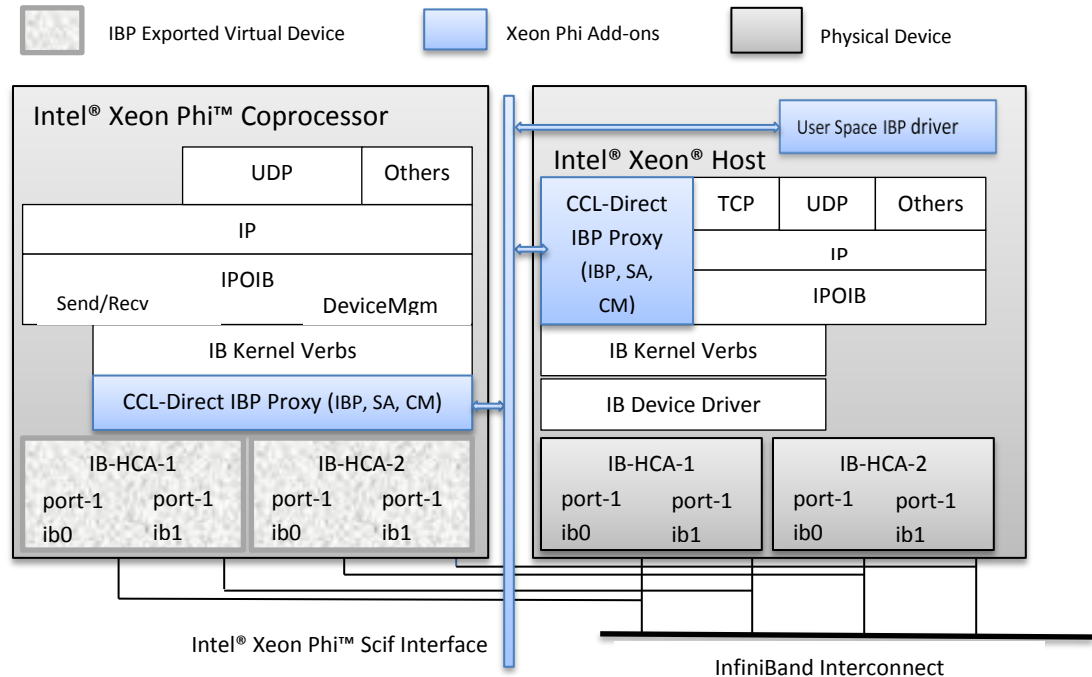 IBP Exported Virtual Device
Xeon Phi Add-ons
Physical Device
Intel® Xeon Phi™ Coprocessor
UDP
Others
IP
IPOIB
Send/Recv
DeviceMgm
IB Kernel Verbs
CCL-Direct IBP Proxy (IBP, SA, CM)
IB-HCA-1
port-1 port-1
ib0 ib1
IB-HCA-2
port-1 port-1
ib0 ib1
User Space IBP driver
Intel® Xeon® Host
CCL-Direct
IBP Proxy
(IBP, SA,
CM)
TCP
UDP
Others
IP
IPOIB
IB Kernel Verbs
IB Device Driver
IB-HCA-1
port-1 port-1
ib0 ib1
IB-HCA-2
port-1 port-1
ib0 ib1
Intel® Xeon Phi™ Scif Interface
InfiniBand Interconnect